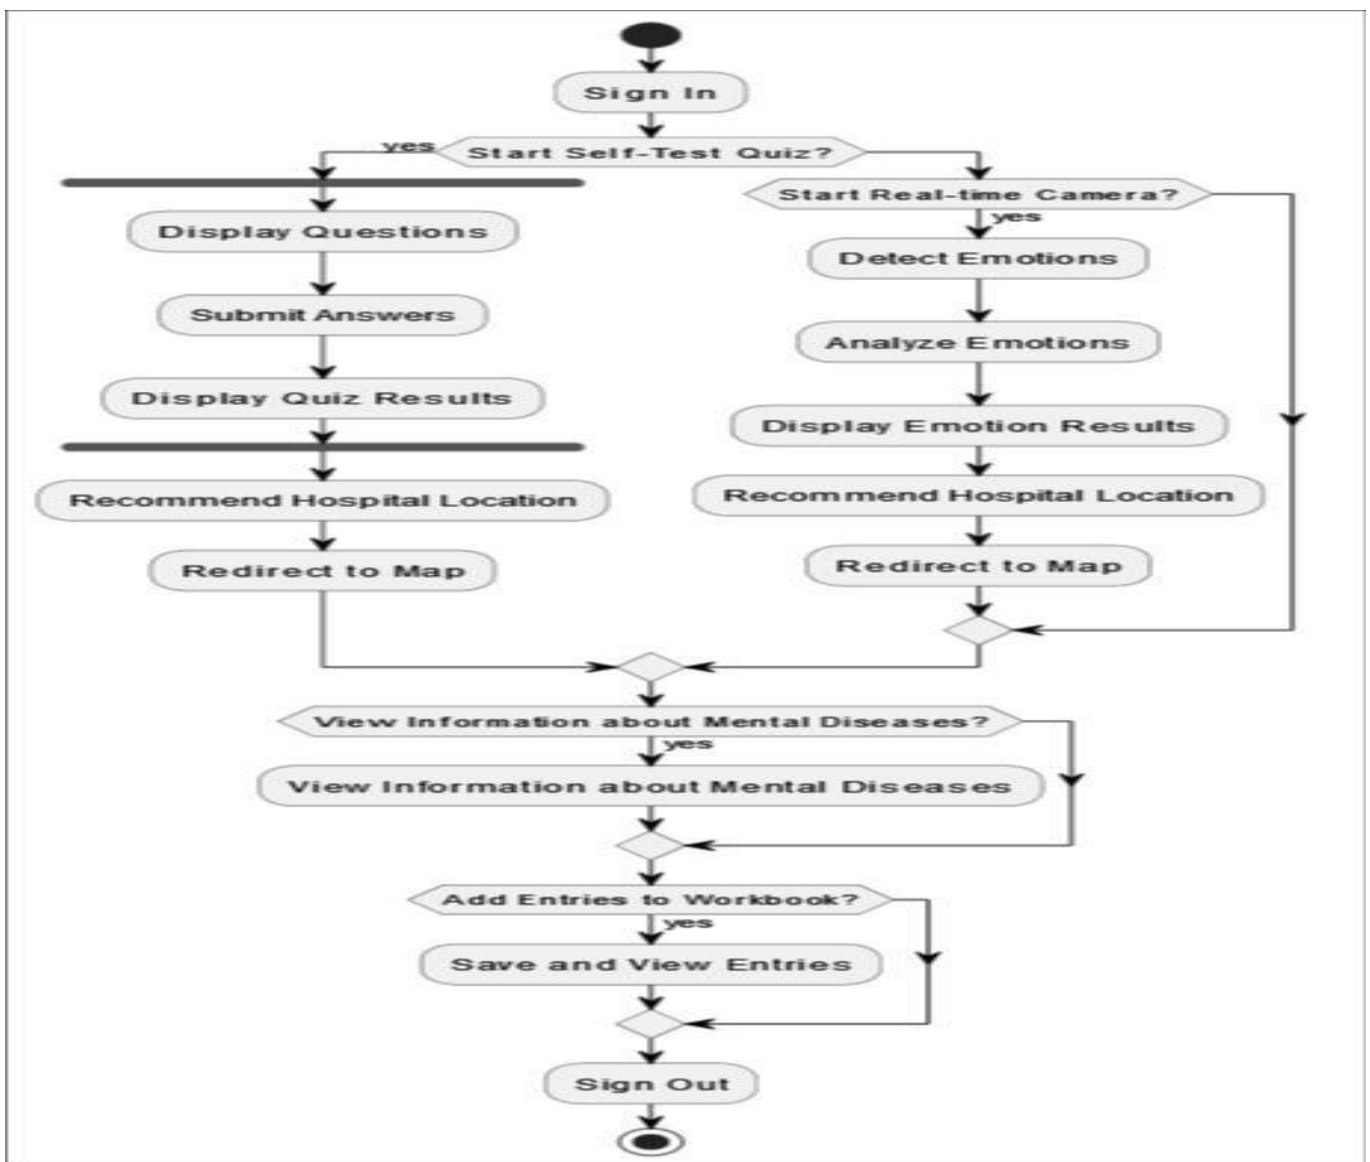 Sign In
yes
Start Self-Test Quiz?
Start Real-time Camera?
yes
Display Questions
Detect Emotions
Submit Answers
Analyze Emotions
Display Quiz Results
Display Emotion Results
Recommend Hospital Location
Recommend Hospital Location
Redirect to Map
Redirect to Map
View Information about Mental Diseases?
yes
View Information about Mental Diseases
Add Entries to Workbook?
yes
Save and View Entries
Sign Out